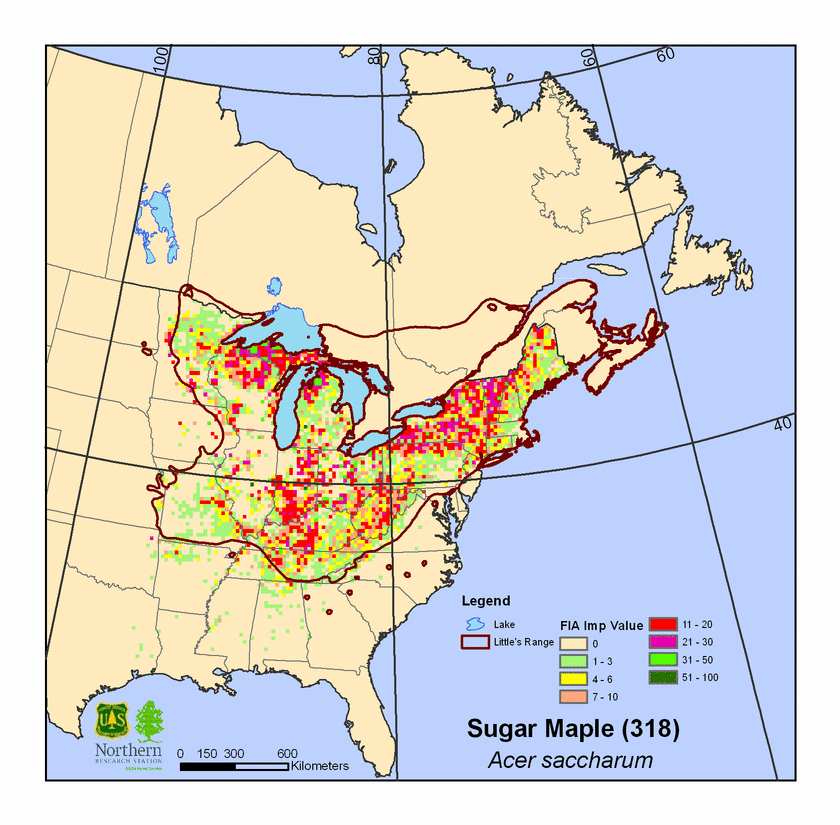 100
80
60
60
40
Legend
Lake
Little's Range
FIA Imp Value
0
1 - 3
4 - 6
7 - 10
11 - 20
21 - 30
31 - 50
51 - 100
Sugar Maple (318)
Acer saccharum
UAS
Northern
RESEARCH STATION
0 150 300 600
Kilometers